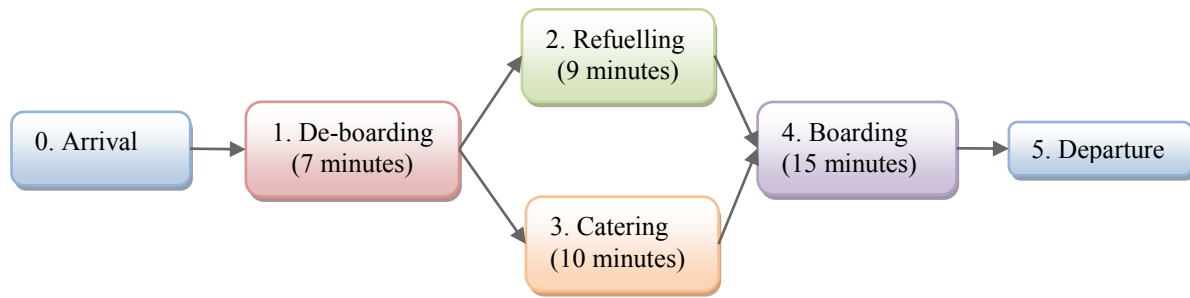 0. Arrival
1. De-boarding
(7 minutes)
2. Refuelling
(9 minutes)
3. Catering
(10 minutes)
4. Boarding
(15 minutes)
5. Departure